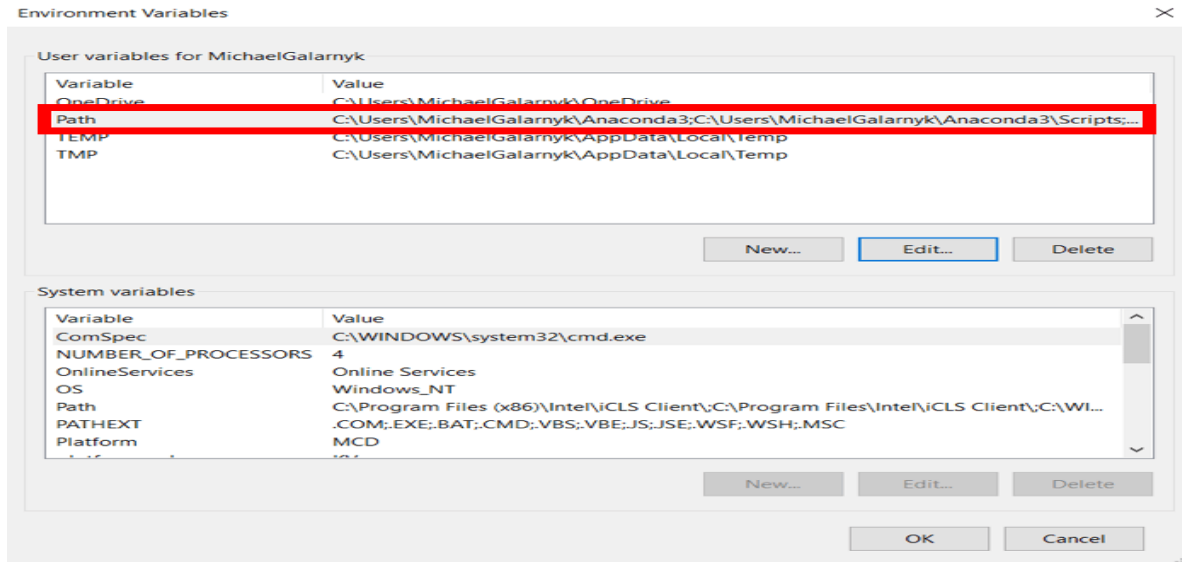 Environment Variables
User variables for MichaelGalarnyk
Variable Value
OneDrive C:\Users\MichaelGalarnyk\OneDrive
Path C:\Users\MichaelGalarnyk\Anaconda3;C:\Users\MichaelGalarnyk\Anaconda3\Scripts;...
TEMP C:\Users\MichaelGalarnyk\AppData\Local\Temp
TMP C:\Users\MichaelGalarnyk\AppData\Local\Temp
New... Edit... Delete
System variables
Variable Value
ComSpec C:\WINDOWS\system32\cmd.exe
NUMBER_OF_PROCESSORS 4
OnlineServices Online Services
OS Windows_NT
Path C:\Program Files (x86)\Intel\iCLS Client\;C:\Program Files\Intel\iCLS Client\;C:\WI...
PATHEXT .COM;.EXE;.BAT;.CMD;.VBS;.VBE;.JS;.JSE;.WSF;.WSH;.MSC
Platform MCD
New... Edit... Delete
OK Cancel